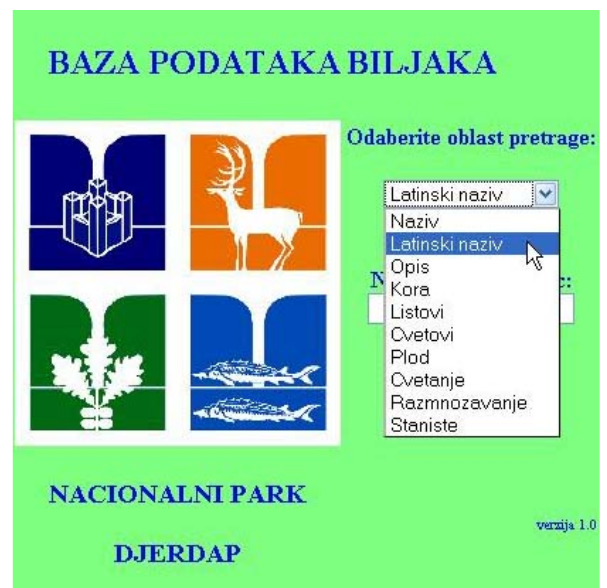 BAZA PODATAKA BILJAKA
Odaberite oblast pretrage:
Latinski naziv
Naziv
Latinski naziv
Opis
Kora
Listovi
Cvetovi
Plod
Cvetanje
Razmnozavanje
Staniste
NACIONALNI PARK
DJERDAP
verzija 1.0